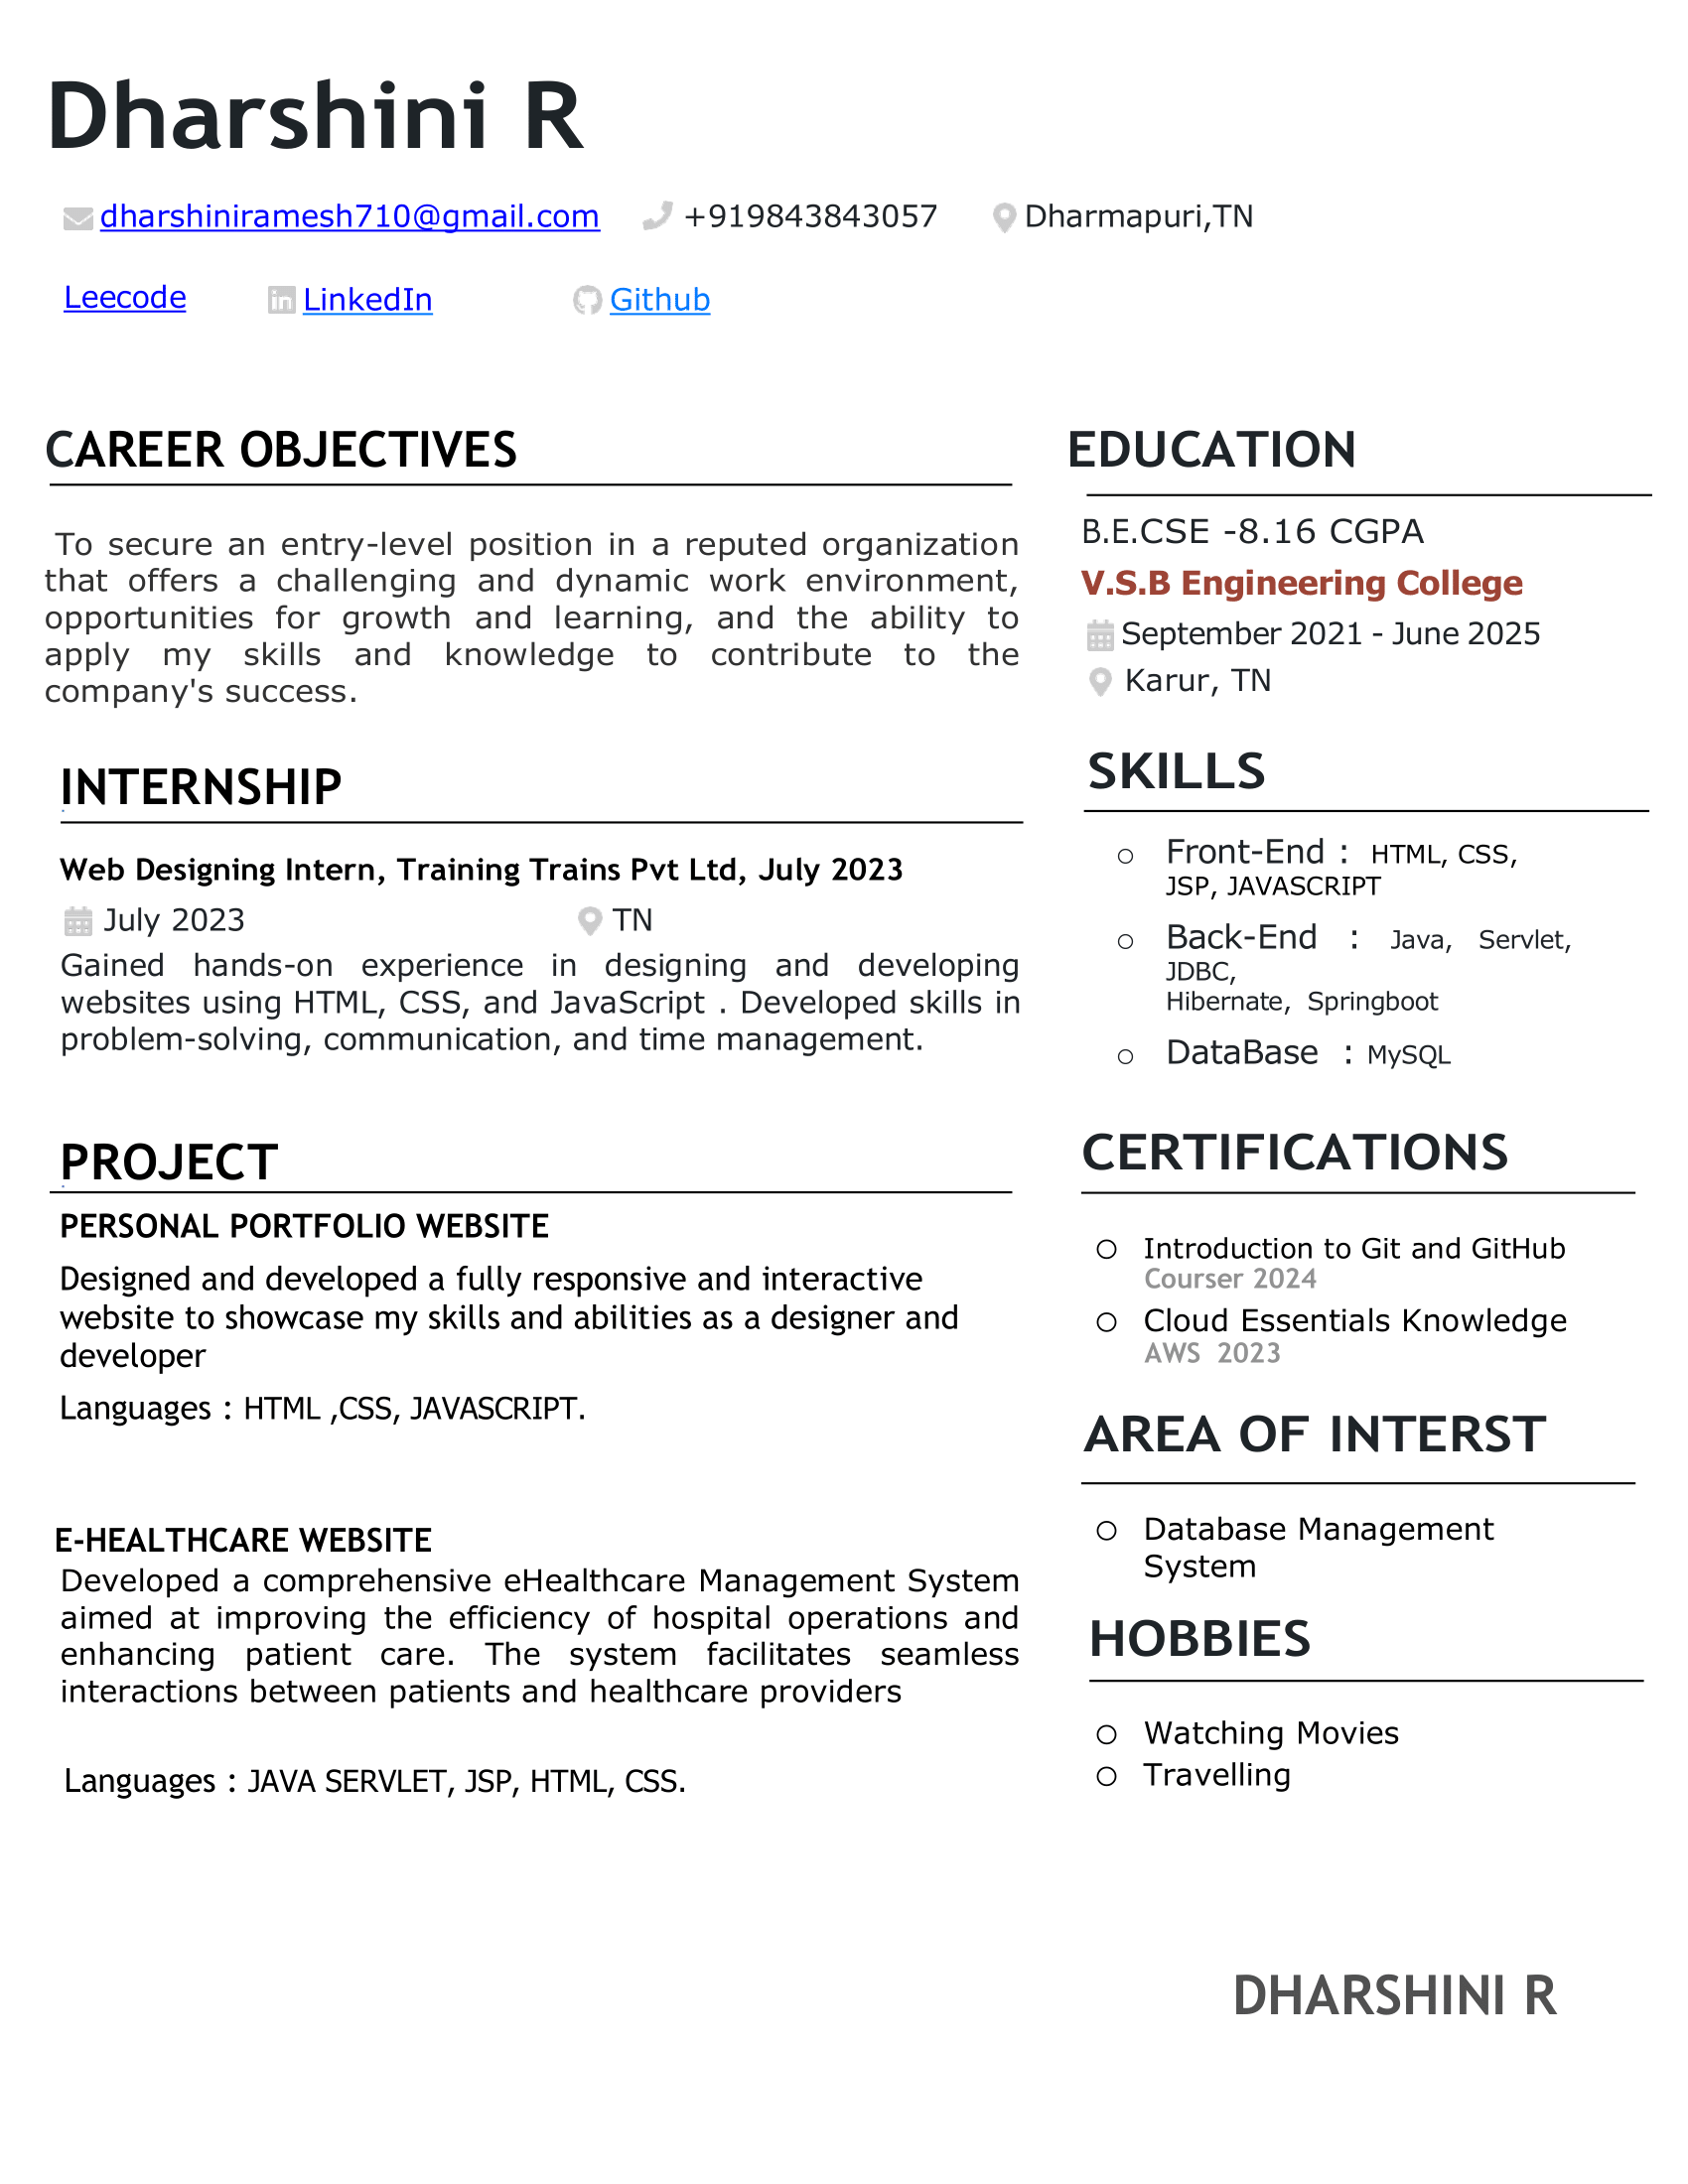 Dharshini R
dharshiniramesh710@gmail.com +919843843057 Dharmapuri,TN
Leecode LinkedIn Github
CAREER OBJECTIVES
To secure an entry-level position in a reputed organization
that offers a challenging and dynamic work environment,
opportunities for growth and learning, and the ability to
apply my skills and knowledge to contribute to the
company's success.
INTERNSHIP
Web Designing Intern, Training Trains Pvt Ltd, July 2023
July 2023 TN
Gained hands-on experience in designing and developing
websites using HTML, CSS, and JavaScript . Developed skills in
problem-solving, communication, and time management.
PROJECT
PERSONAL PORTFOLIO WEBSITE
Designed and developed a fully responsive and interactive
website to showcase my skills and abilities as a designer and
developer
Languages : HTML ,CSS, JAVASCRIPT.
E-HEALTHCARE WEBSITE
Developed a comprehensive eHealthcare Management System
aimed at improving the efficiency of hospital operations and
enhancing patient care. The system facilitates seamless
interactions between patients and healthcare providers
Languages : JAVA SERVLET, JSP, HTML, CSS.
EDUCATION
B.E.CSE -8.16 CGPA
V.S.B Engineering College
September 2021 - June 2025
Karur, TN
SKILLS
Front-End : HTML, CSS,
JSP, JAVASCRIPT
Back-End : Java, Servlet,
JDBC,
Hibernate, Springboot
DataBase : MySQL
CERTIFICATIONS
Introduction to Git and GitHub
Courser 2024
Cloud Essentials Knowledge
AWS 2023
AREA OF INTERST
Database Management
System
HOBBIES
Watching Movies
Travelling
DHARSHINI R